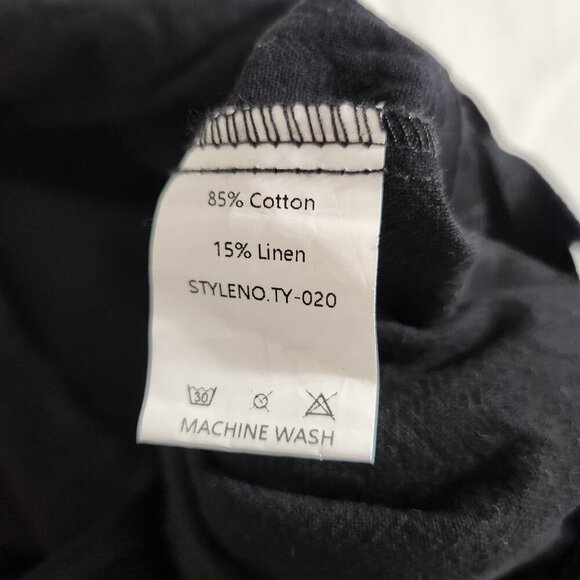 85% Cotton
15% Linen
STYLENO.TY-020
30
MACHINE WASH